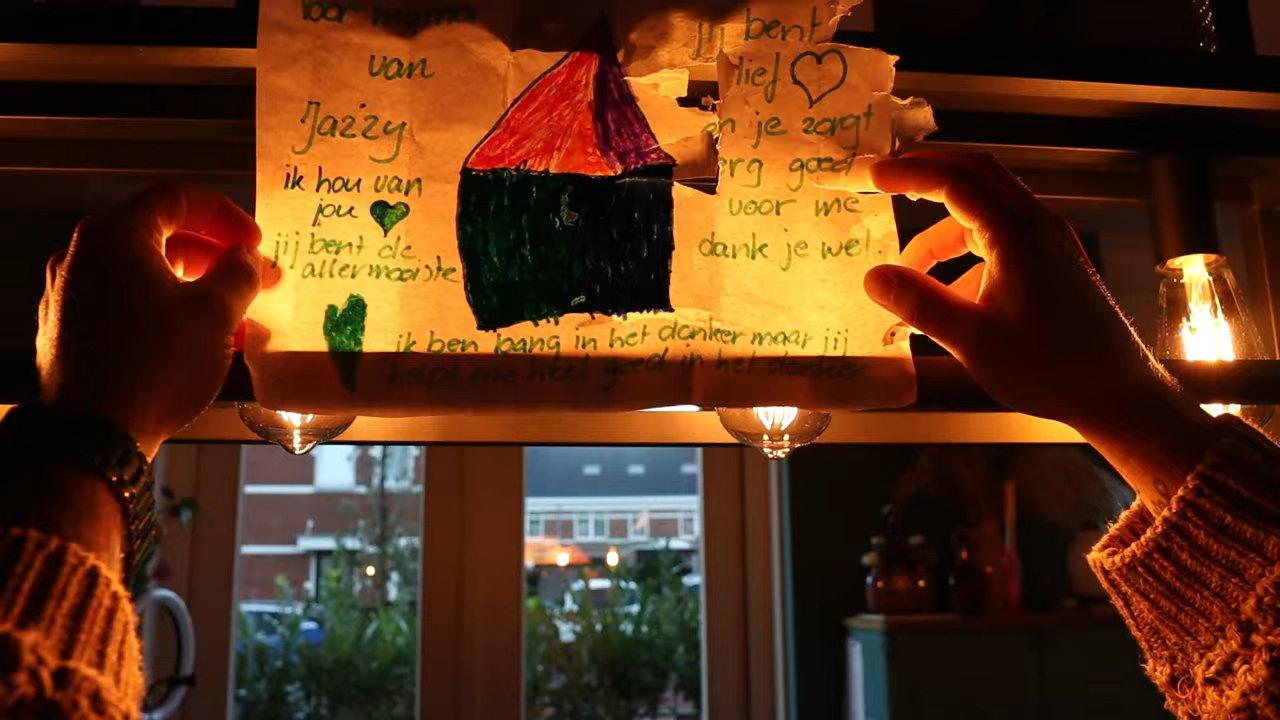 Voor mama
van
Jazzy
ik hou van
jou
jij bent de
allermooiste
jij bent
lief
en je zorgt
erg goed
voor me
dank je wel.
ik ben bang in het donker maar jij
helpt me heel goed in het donker